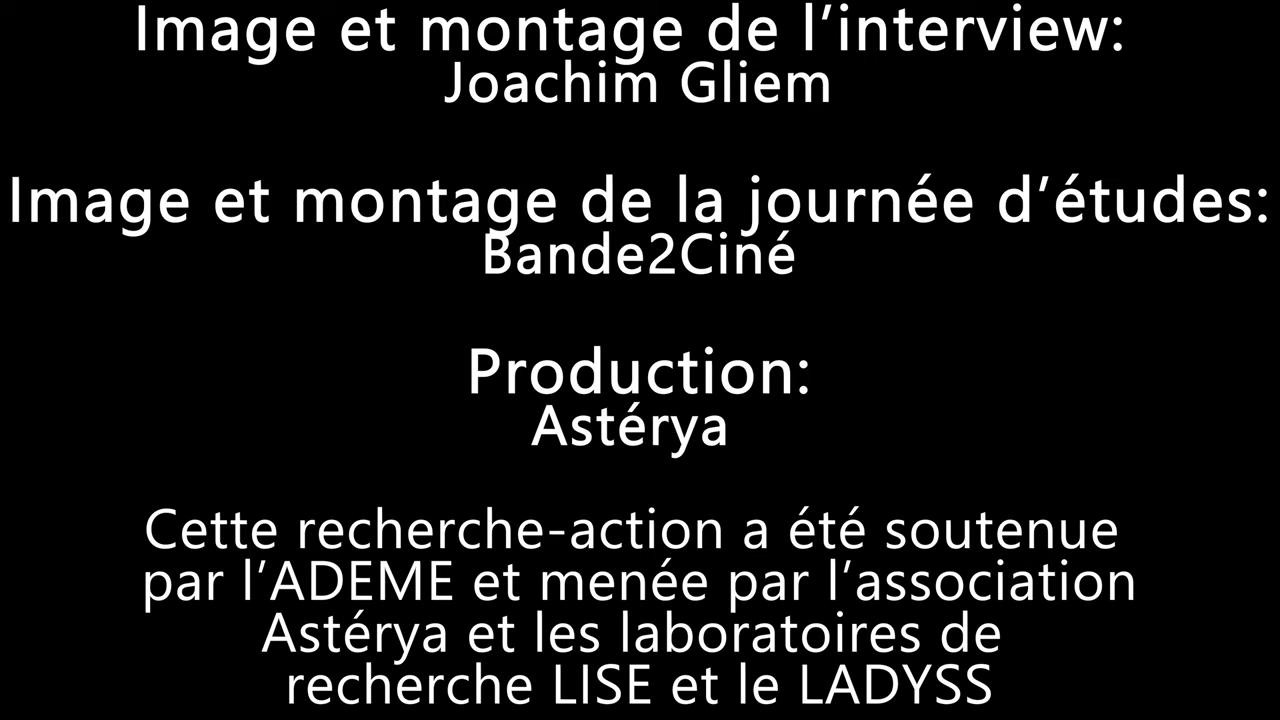 Image et montage de l’interview:
Joachim Gliem
Image et montage de la journée d’études:
Bande2Ciné
Production:
Astérya
Cette recherche-action a été soutenue
par l’ADEME et menée par l’association
Astérya et les laboratoires de
recherche LISE et le LADYSS